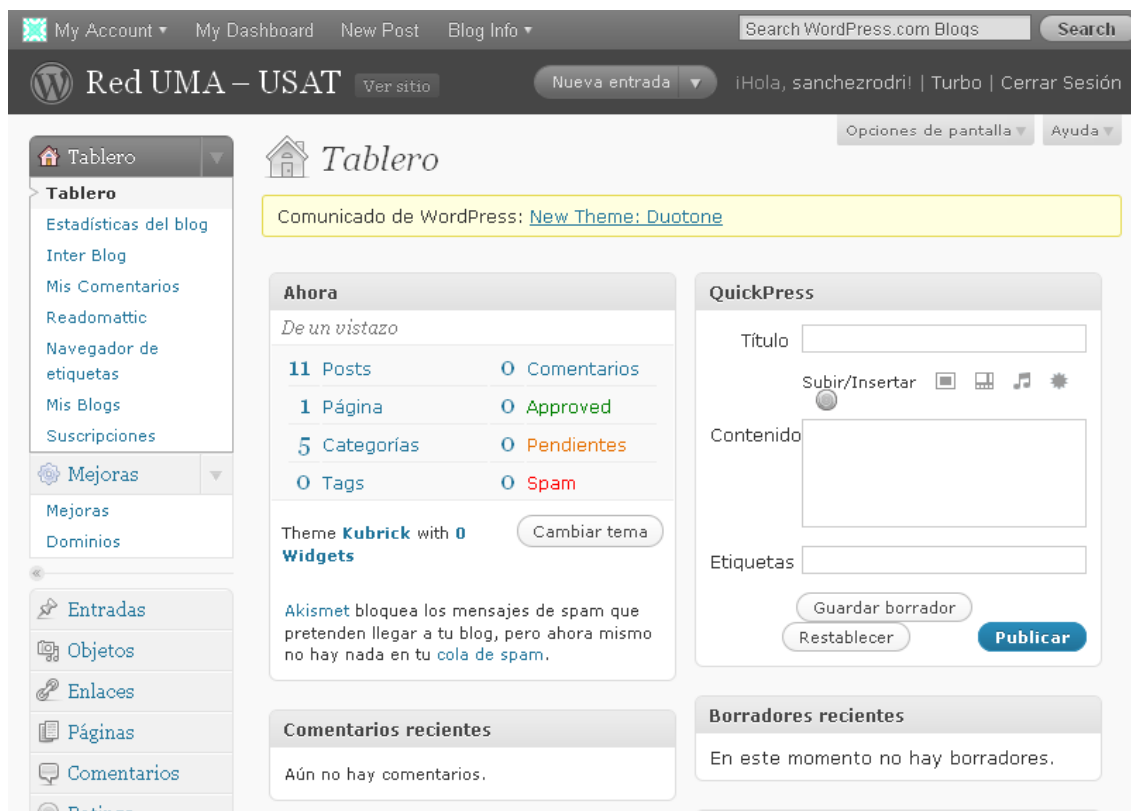 My Account My Dashboard New Post Blog Info Search WordPress.com Blogs Search
Red UMA – USAT Ver sitio Nueva entrada ¡Hola, sanchezrodri! | Turbo | Cerrar Sesión
Opciones de pantalla Ayuda
Tablero
Tablero
Estadísticas del blog
Inter Blog
Mis Comentarios
Readomattic
Navegador de
etiquetas
Mis Blogs
Suscripciones
Mejoras
Mejoras
Dominios
Entradas
Objetos
Enlaces
Páginas
Comentarios
Ratings
Tablero
Comunicado de WordPress: New Theme: Duotone
Ahora
De un vistazo
11 Posts 0 Comentarios
1 Página 0 Approved
5 Categorías 0 Pendientes
0 Tags 0 Spam
Theme Kubrick with 0
Widgets
Cambiar tema
Akismet bloquea los mensajes de spam que
pretenden llegar a tu blog, pero ahora mismo
no hay nada en tu cola de spam.
Comentarios recientes
Aún no hay comentarios.
QuickPress
Título
Subir/Insertar
Contenido
Etiquetas
Guardar borrador
Restablecer Publicar
Borradores recientes
En este momento no hay borradores.